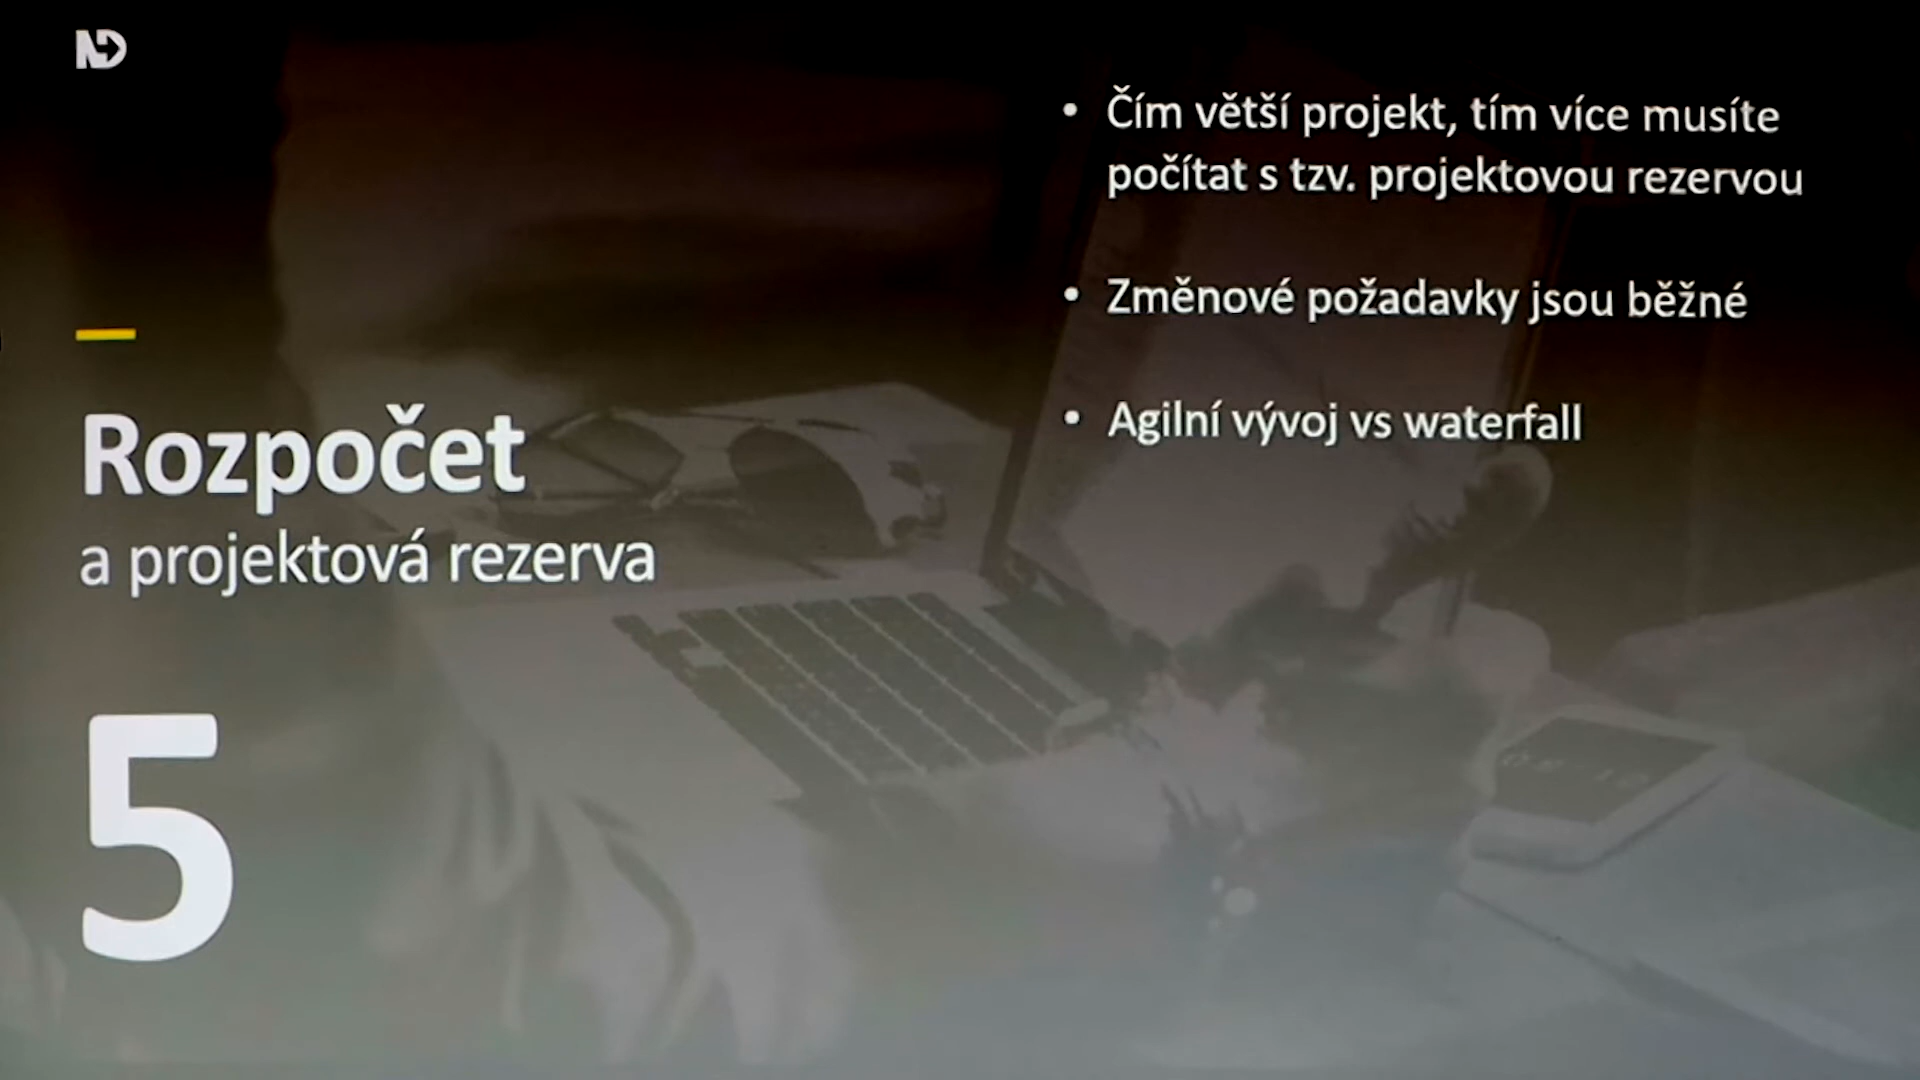 ND
Rozpočet
a projektová rezerva
5
• Čím větší projekt, tím více musíte
počítat s tzv. projektovou rezervou
• Změnové požadavky jsou běžné
• Agilní vývoj vs waterfall